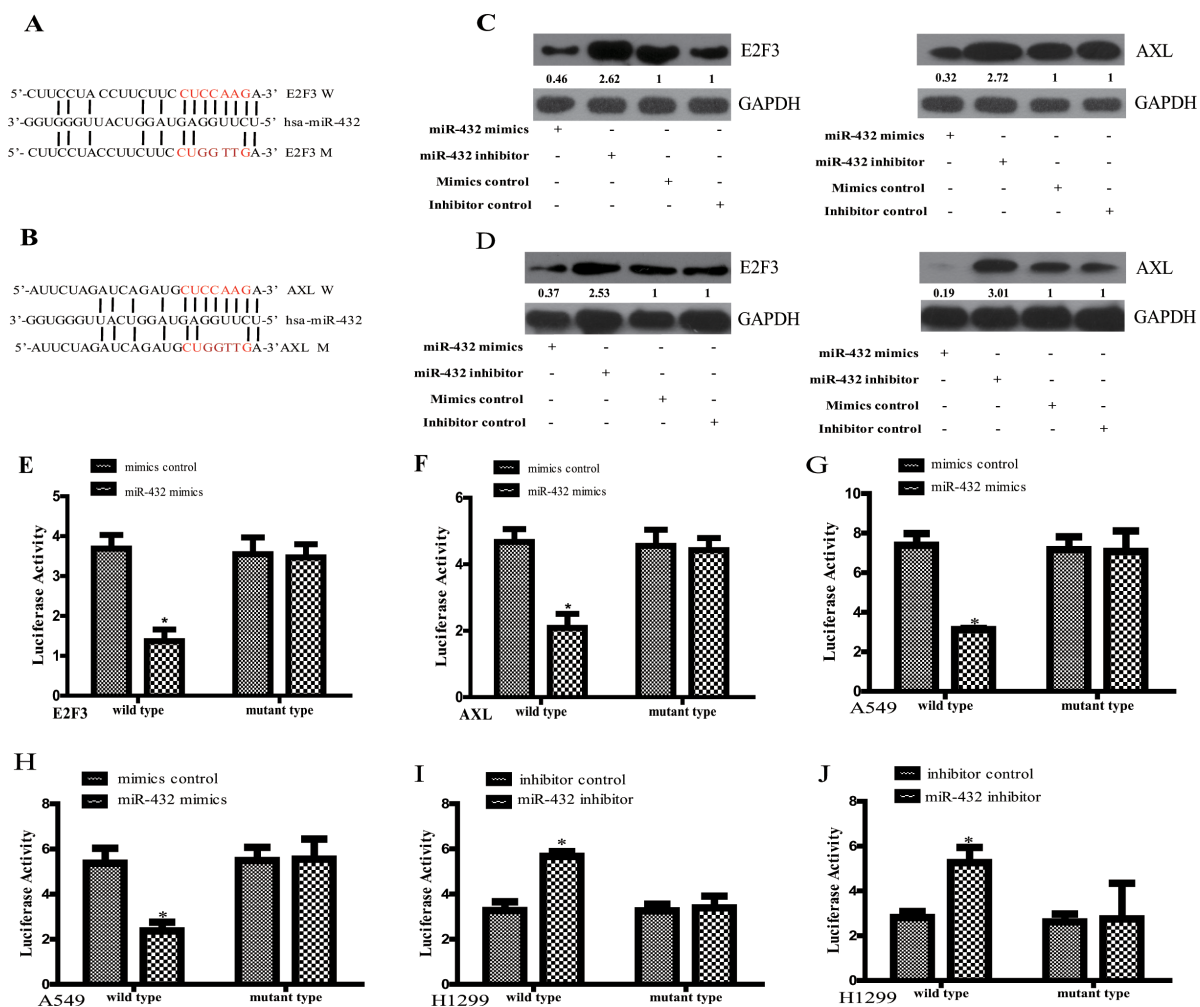 A
5'-CUUCCUA CCUUCUUC CUCCAAGA-3' E2F3 W
3'-GGUGGGUUACUGGAUGAGGUUCU-5' hsa-miR-432
5'-CUUCCUACCUUCUUC CUGGTTGA-3' E2F3 M
B
5'-AUUCUAGAUCAGAUGCUCCAAGA-3' AXL W
3'-GGUGGGUUACUGGAUGAGGUUCU-5' hsa-miR-432
5'-AUUCUAGAUCAGAUGCUGGTTGA-3' AXL M
C
E2F3
0.46 2.62 1 1
GAPDH
miR-432 mimics + - - -
miR-432 inhibitor - + - -
Mimics control - - + -
Inhibitor control - - - +
AXL
0.32 2.72 1 1
GAPDH
miR-432 mimics + - - -
miR-432 inhibitor - + - -
Mimics control - - + -
Inhibitor control - - - +
D
E2F3
0.37 2.53 1 1
GAPDH
miR-432 mimics + - - -
miR-432 inhibitor - + - -
Mimics control - - + -
Inhibitor control - - - +
AXL
0.19 3.01 1 1
GAPDH
miR-432 mimics + - - -
miR-432 inhibitor - + - -
Mimics control - - + -
Inhibitor control - - - +
E
mimics control
miR-432 mimics
Luciferase Activity
5
4
3
2
1
0
*
E2F3 wild type mutant type
F
mimics control
miR-432 mimics
Luciferase Activity
6
4
2
0
*
AXL wild type mutant type
G
mimics control
miR-432 mimics
Luciferase Activity
10
8
6
4
2
0
*
A549 wild type mutant type
H
mimics control
miR-432 mimics
Luciferase Activity
8
6
4
2
0
*
A549 wild type mutant type
I
inhibitor control
miR-432 inhibitor
Luciferase Activity
8
6
4
2
0
*
H1299 wild type mutant type
J
inhibitor control
miR-432 inhibitor
Luciferase Activity
8
6
4
2
0
*
H1299 wild type mutant type